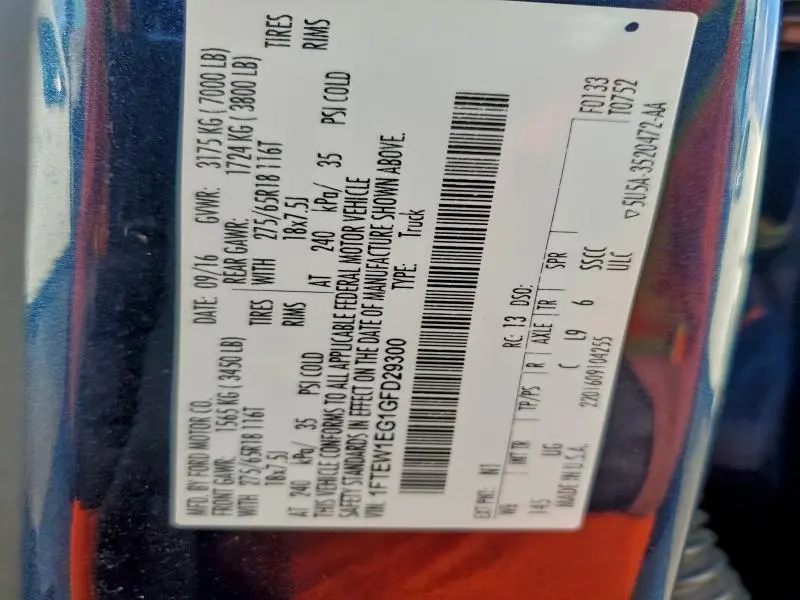 MFD. BY FORD MOTOR CO.
DATE: 09/16 GVWR: 3175 KG ( 7000 LB)
FRONT GAWR: 1565 KG ( 3450 LB) REAR GAWR: 1724 KG ( 3800 LB)
WITH 275/65R18 116T TIRES WITH 275/65R18 116T TIRES
18x7.5J RIMS 18x7.5J RIMS
AT 240 kPa/ 35 PSI COLD AT 240 kPa/ 35 PSI COLD
THIS VEHICLE CONFORMS TO ALL APPLICABLE FEDERAL MOTOR VEHICLE
SAFETY STANDARDS IN EFFECT ON THE DATE OF MANUFACTURE SHOWN ABOVE.
VIN: 1FTEW1EG1GFD29300 TYPE: Truck
EXT PNT: N1 RC: 13 DSO: F0133
WB INT TR TP/PS R AXLE TR SPR T0752
145 UG C L9 6 SSCC
MADE IN U.S.A. 2201609104255 ULC
▽5U5A-3520472-AA